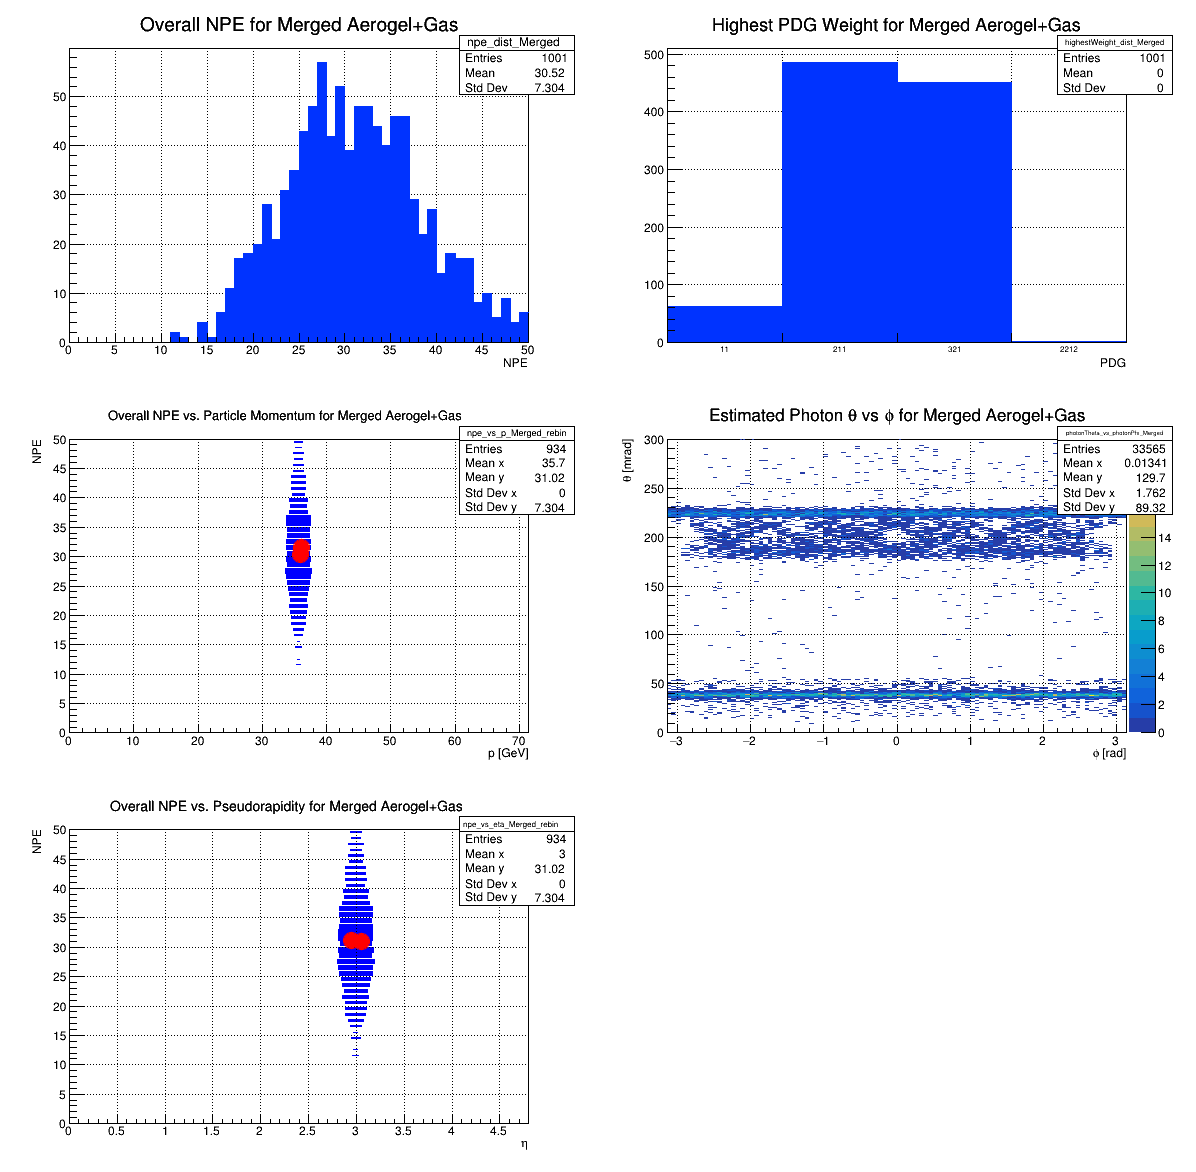 Overall NPE for Merged Aerogel+Gas
npe_dist_Merged
Entries 1001
Mean 30.52
Std Dev 7.304
50
40
30
20
10
0
0 5 10 15 20 25 30 35 40 45 50
NPE
Highest PDG Weight for Merged Aerogel+Gas
highestWeight_dist_Merged
Entries 1001
Mean 0
Std Dev 0
500
400
300
200
100
0
11 211 321 2212
PDG
Overall NPE vs. Particle Momentum for Merged Aerogel+Gas
npe_vs_p_Merged_rebin
Entries 934
Mean x 35.7
Mean y 31.02
Std Dev x 0
Std Dev y 7.304
NPE
50
45
40
35
30
25
20
15
10
5
0
0 10 20 30 40 50 60 70
p [GeV]
Estimated Photon θ vs ϕ for Merged Aerogel+Gas
photonTheta_vs_photonPhi_Merged
Entries 33565
Mean x 0.01341
Mean y 129.7
Std Dev x 1.762
Std Dev y 89.32
θ [mrad]
300
250
200
150
100
50
0
−3 −2 −1 0 1 2 3
ϕ [rad]
14
12
10
8
6
4
2
0
Overall NPE vs. Pseudorapidity for Merged Aerogel+Gas
npe_vs_eta_Merged_rebin
Entries 934
Mean x 3
Mean y 31.02
Std Dev x 0
Std Dev y 7.304
NPE
50
45
40
35
30
25
20
15
10
5
0
0 0.5 1 1.5 2 2.5 3 3.5 4 4.5
η